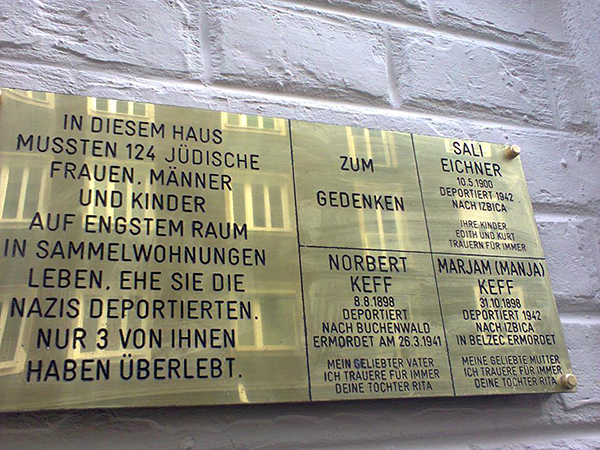 IN DIESEM HAUS
MUSSTEN 124 JÜDISCHE
FRAUEN, MÄNNER
UND KINDER
AUF ENGSTEM RAUM
IN SAMMELWOHNUNGEN
LEBEN, EHE SIE DIE
NAZIS DEPORTIERTEN.
NUR 3 VON IHNEN
HABEN ÜBERLEBT.
ZUM
GEDENKEN
SALI
EICHNER
10.5.1900
DEPORTIERT 1942
NACH IZBICA
IHRE KINDER
EDITH UND KURT
TRAUERN FÜR IMMER
NORBERT
KEFF
8.8.1898
DEPORTIERT
NACH BUCHENWALD
ERMORDET AM 26.3.1941
MEIN GELIEBTER VATER
ICH TRAUERE FÜR IMMER
DEINE TOCHTER RITA
MARJAM (MANJA)
KEFF
31.10.1898
DEPORTIERT 1942
NACH IZBICA
IN BELZEC ERMORDET
MEINE GELIEBTE MUTTER
ICH TRAUERE FÜR IMMER
DEINE TOCHTER RITA